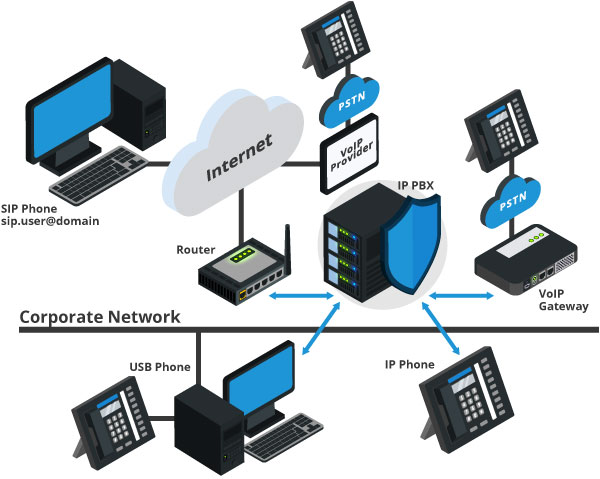 PSTN
Internet
VoIP
Provider
PSTN
IP PBX
SIP Phone
sip.user@domain
Router
VoIP
Gateway
Corporate Network
USB Phone
IP Phone